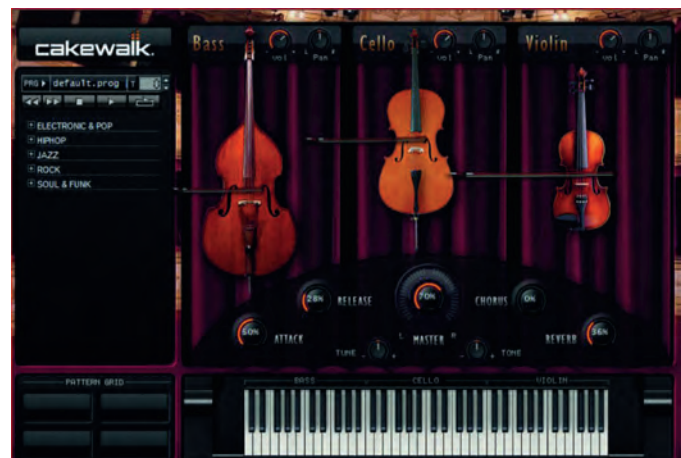 cakewalk.
Bass
vol
L R
Pan
Cello
vol
L R
Pan
Violin
vol
L R
Pan
PRG default.prog T 0
ELECTRONIC & POP
HIPHOP
JAZZ
ROCK
SOUL & FUNK
28% RELEASE
70%
CHORUS 0%
50% ATTACK
L MASTER R
REVERB 36%
TUNE - +
- + TONE
PATTERN GRID
BASS CELLO VIOLIN